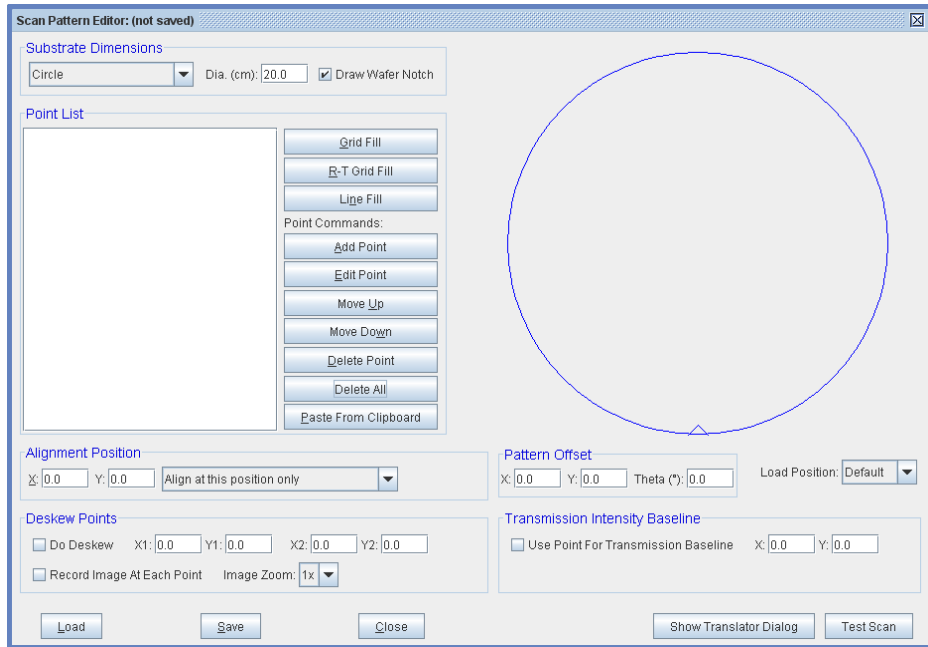 Scan Pattern Editor: (not saved)
Substrate Dimensions
Circle Dia. (cm): 20.0 Draw Wafer Notch
Point List
Grid Fill
R-T Grid Fill
Line Fill
Point Commands:
Add Point
Edit Point
Move Up
Move Down
Delete Point
Delete All
Paste From Clipboard
Alignment Position
X: 0.0 Y: 0.0 Align at this position only
Pattern Offset
X: 0.0 Y: 0.0 Theta (°): 0.0
Load Position: Default
Deskew Points
Do Deskew X1: 0.0 Y1: 0.0 X2: 0.0 Y2: 0.0
Record Image At Each Point Image Zoom: 1x
Transmission Intensity Baseline
Use Point For Transmission Baseline X: 0.0 Y: 0.0
Load Save Close Show Translator Dialog Test Scan